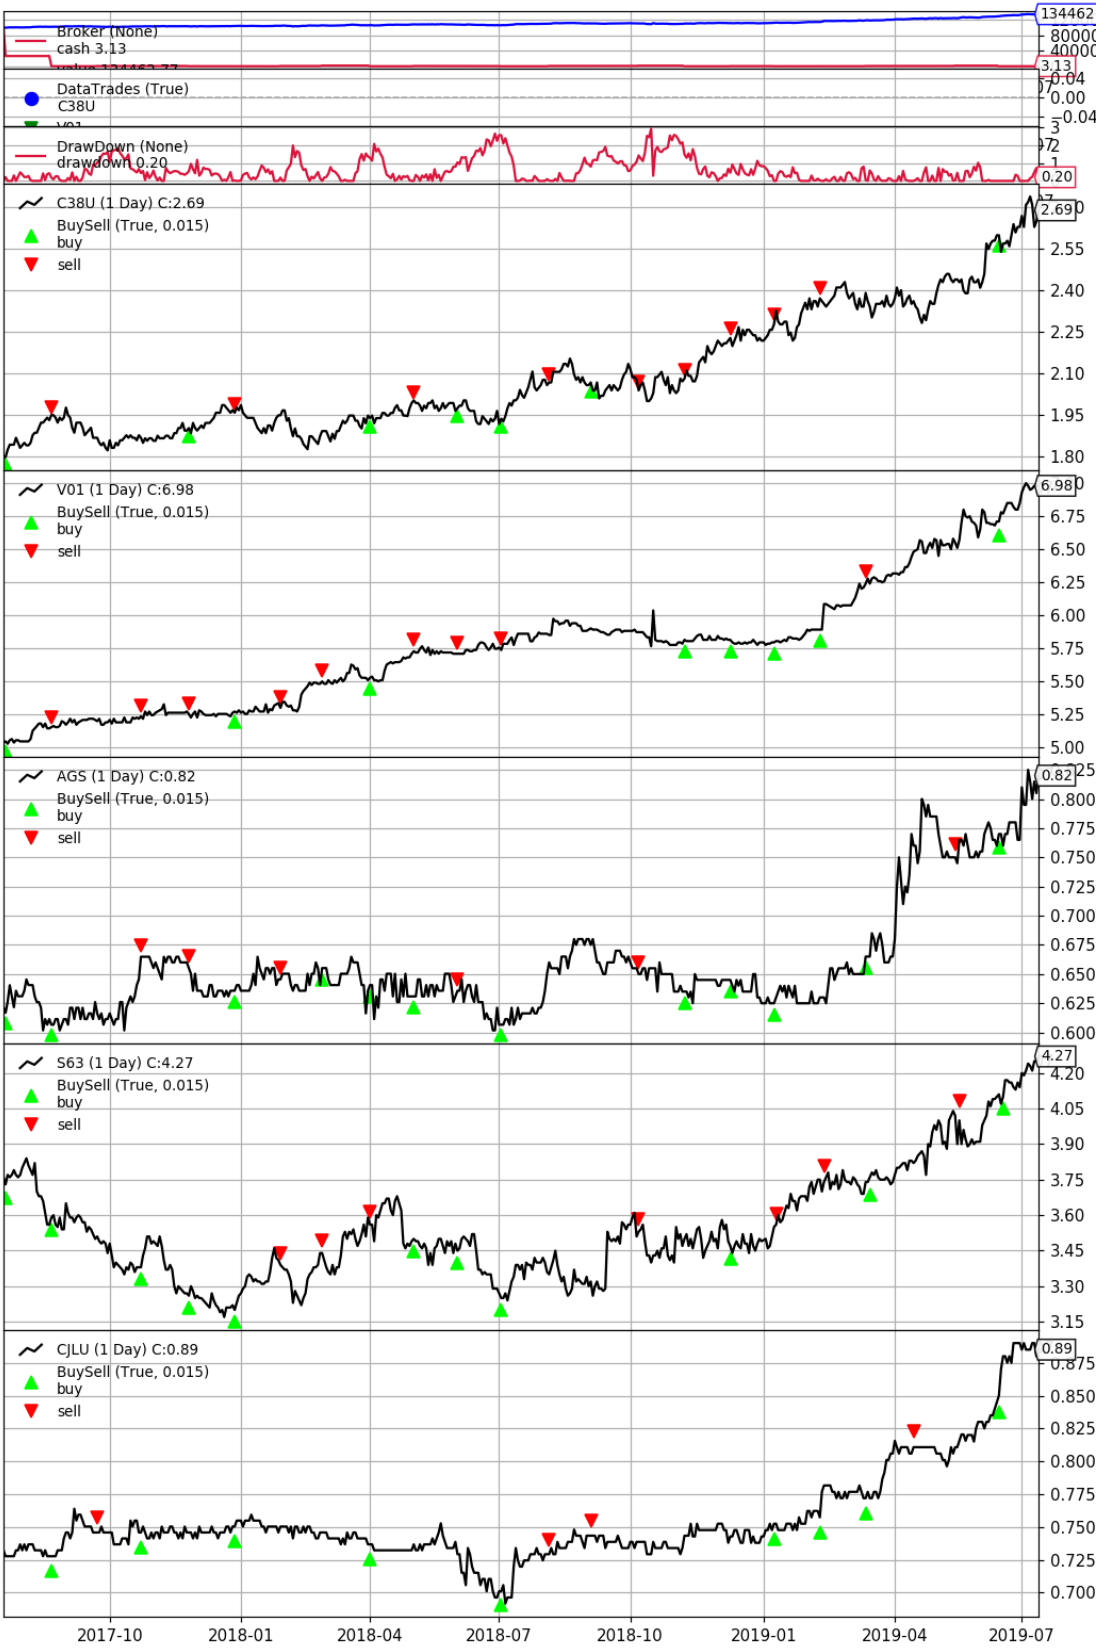 134462
Broker (None)
80000
cash 3.13
40000
value 134462.77
3.13
0.04
DataTrades (True)
0.00
C38U
−0.04
V01
3
DrawDown (None)
2
drawdown 0.20
1
0.20
C38U (1 Day) C:2.69
2.69
BuySell (True, 0.015)
buy
2.55
sell
2.40
2.25
2.10
1.95
1.80
V01 (1 Day) C:6.98
6.98
BuySell (True, 0.015)
6.75
buy
sell
6.50
6.25
6.00
5.75
5.50
5.25
5.00
AGS (1 Day) C:0.82
0.82
BuySell (True, 0.015)
0.800
buy
0.775
sell
0.750
0.725
0.700
0.675
0.650
0.625
0.600
S63 (1 Day) C:4.27
4.27
4.20
BuySell (True, 0.015)
buy
4.05
sell
3.90
3.75
3.60
3.45
3.30
3.15
CJLU (1 Day) C:0.89
0.89
0.875
BuySell (True, 0.015)
buy
0.850
sell
0.825
0.800
0.775
0.750
0.725
0.700
2017-10 2018-01 2018-04 2018-07 2018-10 2019-01 2019-04 2019-07